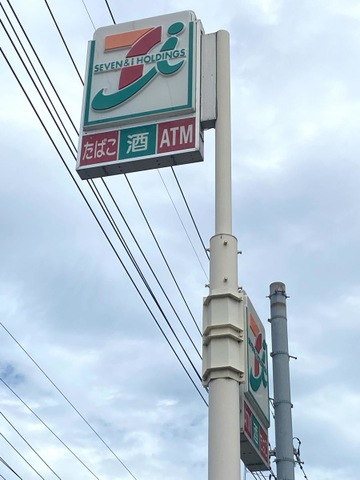 SEVEN&i HOLDINGS
たばこ 酒 ATM